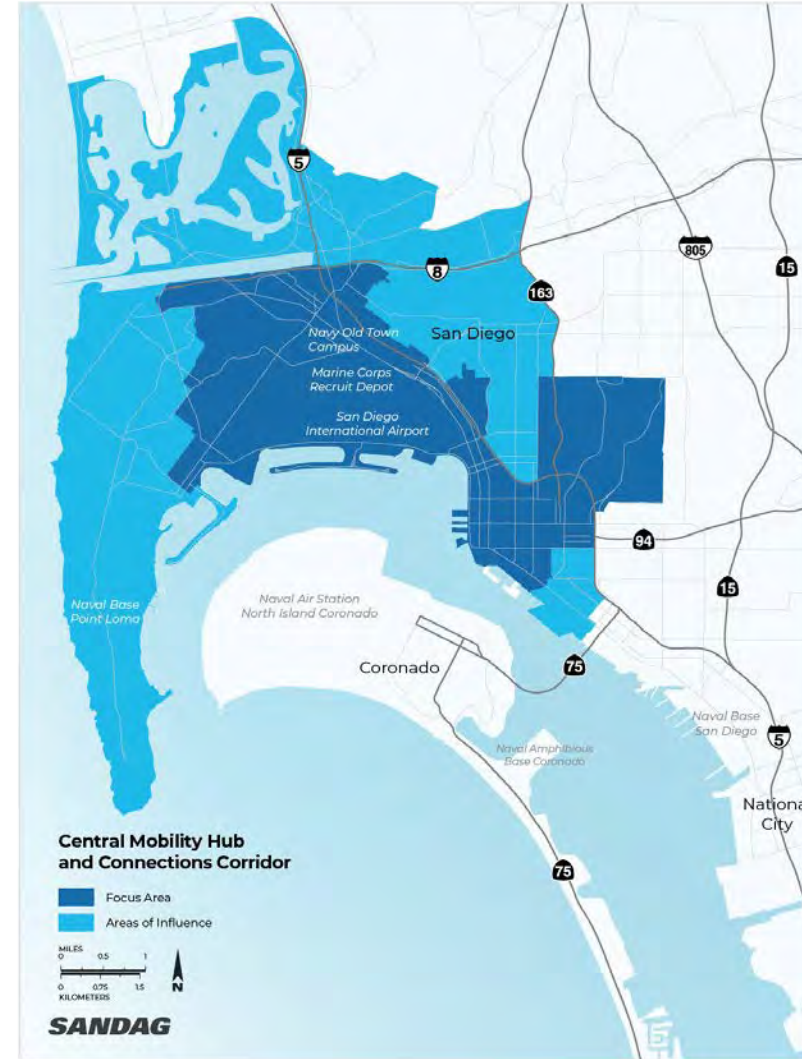 5
805
15
8
163
San Diego
Navy Old Town
Campus
Marine Corps
Recruit Depot
San Diego
International Airport
94
15
Naval Base
Point Loma
Naval Air Station
North Island Coronado
Coronado
75
Naval Base
San Diego
5
Naval Amphibious
Base Coronado
Nationa
City
75
Central Mobility Hub
and Connections Corridor
Focus Area
Areas of Influence
MILES
0 0.5 1
0 0.75 1.5
KILOMETERS
N
SANDAG